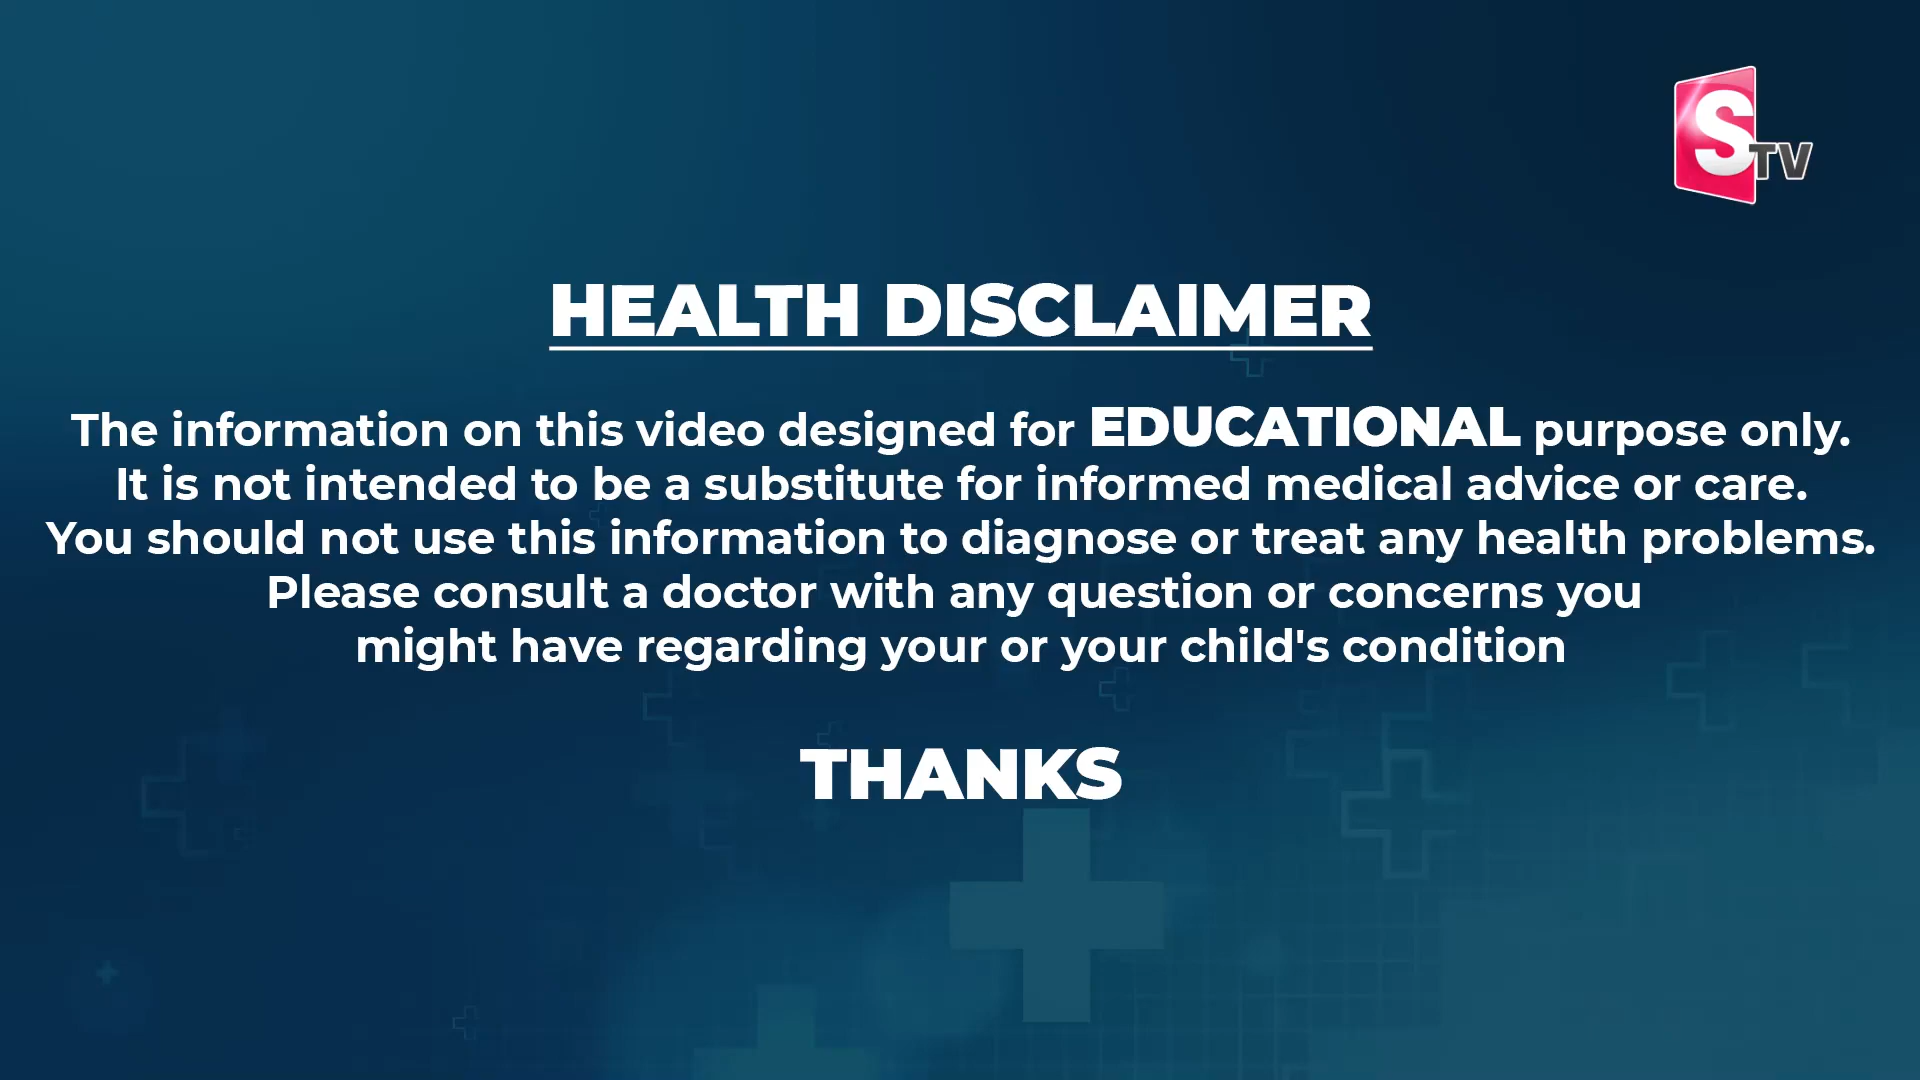 STV
HEALTH DISCLAIMER
The information on this video designed for EDUCATIONAL purpose only.
It is not intended to be a substitute for informed medical advice or care.
You should not use this information to diagnose or treat any health problems.
Please consult a doctor with any question or concerns you
might have regarding your or your child's condition
THANKS